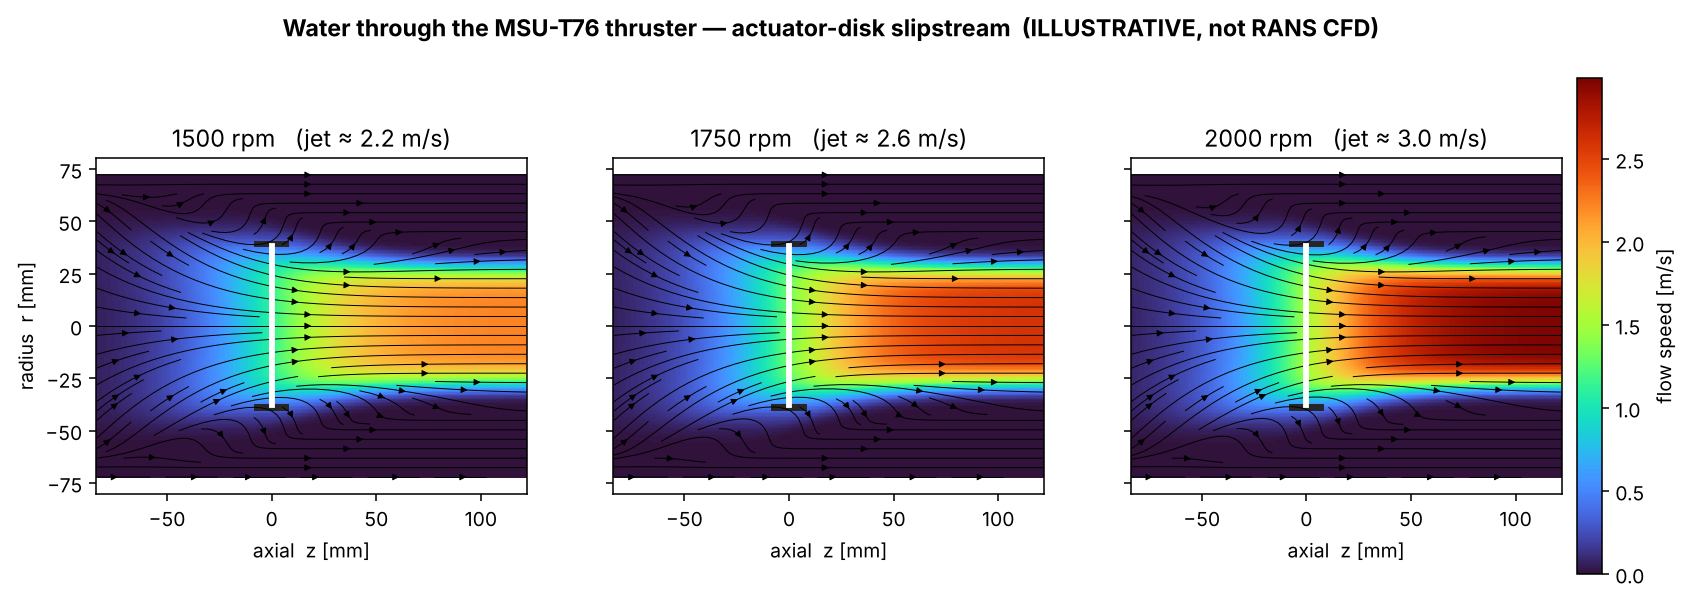 Water through the MSU-T76 thruster — actuator-disk slipstream (ILLUSTRATIVE, not RANS CFD)
1500 rpm (jet ≈ 2.2 m/s)
1750 rpm (jet ≈ 2.6 m/s)
2000 rpm (jet ≈ 3.0 m/s)
radius r [mm]
75
50
25
0
−25
−50
−75
−50 0 50 100
axial z [mm]
−50 0 50 100
axial z [mm]
−50 0 50 100
axial z [mm]
2.5
2.0
1.5
1.0
0.5
0.0
flow speed [m/s]